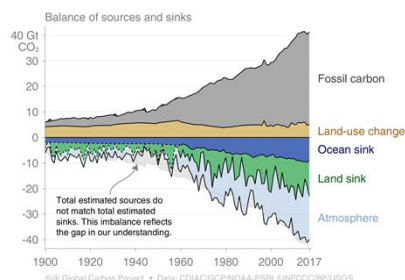 Balance of sources and sinks
40 Gt
CO₂
30
20
10
0
-10
-20
-30
-40
Fossil carbon
Land-use change
Ocean sink
Land sink
Atmosphere
Total estimated sources do
not match total estimated
sinks. This imbalance reflects
the gap in our understanding.
1900 1920 1940 1960 1980 2000 2017
Global Carbon Project • Data: CDIAC/GCP/NOAA-ESRL/UNFCCC/BP/USGS